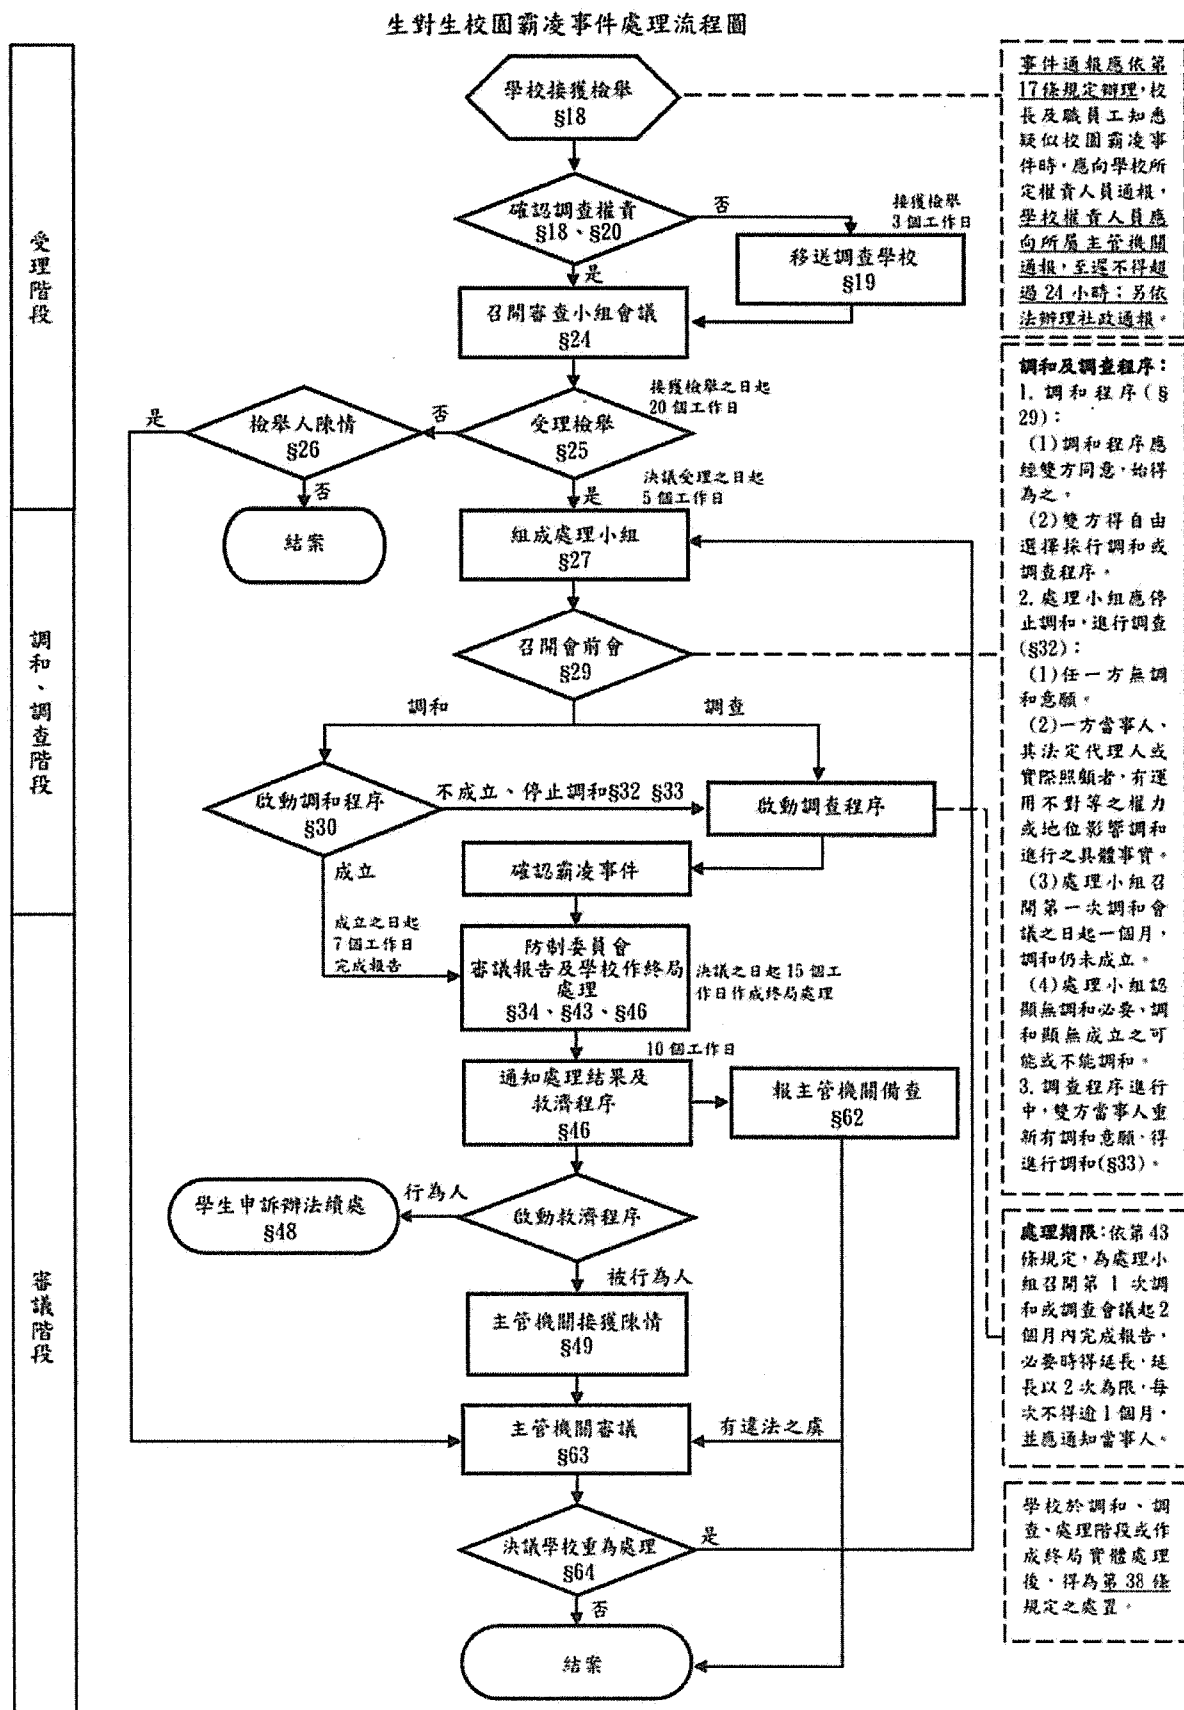 生對生校園霸凌事件處理流程圖
受理階段
學校接獲檢舉
§18
確認調查權責
§18、§20
否
是
接獲檢舉
3 個工作日
移送調查學校
§19
召開審查小組會議
§24
接獲檢舉之日起
20 個工作日
受理檢舉
§25
否
檢舉人陳情
§26
是
否
結案
決議受理之日起
5 個工作日
是
調和、調查階段
組成處理小組
§27
召開會前會
§29
調和
調查
啟動調和程序
§30
不成立、停止調和§32 §33
啟動調查程序
成立
確認霸凌事件
審議階段
成立之日起
7 個工作日
完成報告
防制委員會
審議報告及學校作終局
處理
§34、§43、§46
決議之日起 15 個工
作日作成終局處理
10 個工作日
通知處理結果及
救濟程序
§46
報主管機關備查
§62
啟動救濟程序
行為人
學生申訴辦法續處
§48
被行為人
主管機關接獲陳情
§49
主管機關審議
§63
有違法之虞
決議學校重為處理
§64
是
否
結案
事件通報應依第
17條規定辦理,校
長及職員工知悉
疑似校園霸凌事
件時,應向學校所
定權責人員通報,
學校權責人員應
向所屬主管機關
通報,至遲不得超
過 24 小時;另依
法辦理社政通報。
調和及調查程序:
1. 調和程序(§
29):
(1)調和程序應
經雙方同意,始得
為之。
(2)雙方得自由
選擇採行調和或
調查程序。
2. 處理小組應停
止調和,進行調查
(§32):
(1)任一方無調
和意願。
(2)一方當事人、
其法定代理人或
實際照顧者,有運
用不對等之權力
或地位影響調和
進行之具體事實。
(3)處理小組召
開第一次調和會
議之日起一個月,
調和仍未成立。
(4)處理小組認
顯無調和必要、調
和顯無成立之可
能或不能調和。
3. 調查程序進行
中,雙方當事人重
新有調和意願,得
進行調和(§33)。
處理期限:依第 43
條規定,為處理小
組召開第 1 次調
和或調查會議起 2
個月內完成報告,
必要時得延長,延
長以 2 次為限,每
次不得逾 1 個月,
並應通知當事人。
學校於調和、調
查、處理階段或作
成終局實體處理
後,得為第 38 條
規定之處置。